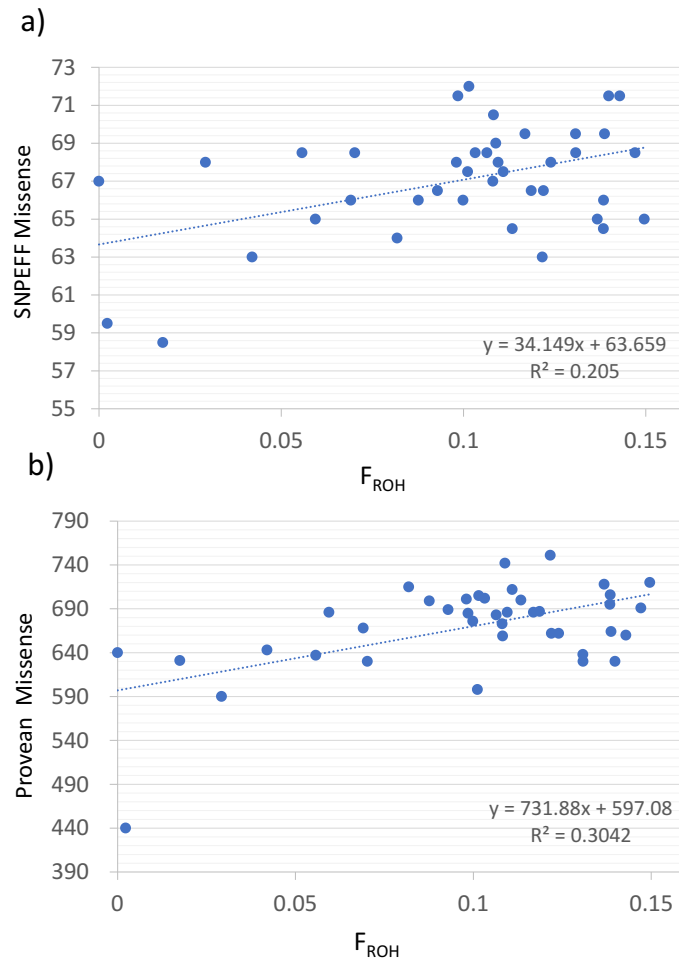 a)
SNPEFF Missense
73
71
69
67
65
63
61
59
57
55
y = 34.149x + 63.659
R² = 0.205
0 0.05 0.1 0.15
F_ROH
b)
Provean Missense
790
740
690
640
590
540
490
440
390
y = 731.88x + 597.08
R² = 0.3042
0 0.05 0.1 0.15
F_ROH